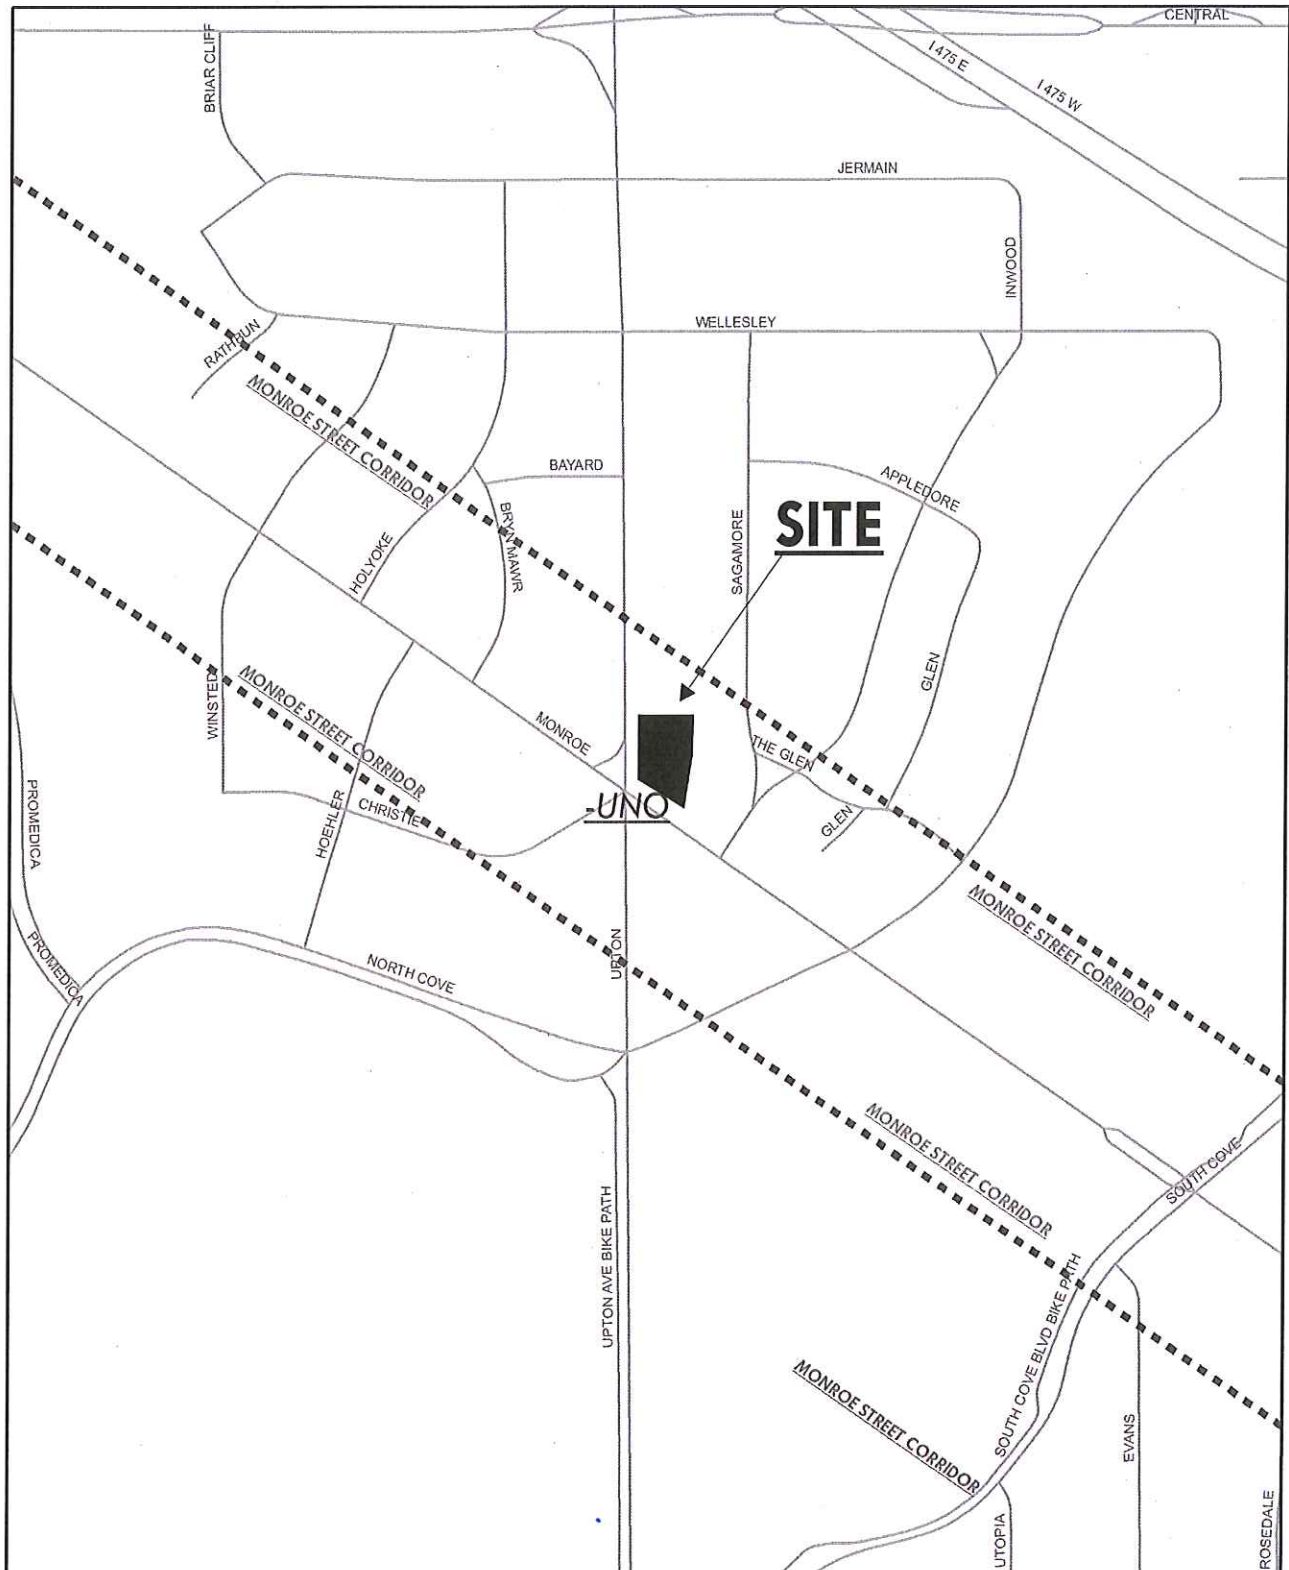 CENTRAL
BRIAR CLIFF
I 475 E
I 475 W
JERMAIN
INWOOD
WELLESLEY
RATHBUN
MONROE STREET CORRIDOR
BAYARD
APPLEDORE
BRYN MAWR
SITE
SAGAMORE
HOLYOKE
GLEN
WINSTED
MONROE STREET CORRIDOR
MONROE
THE GLEN
PROMEDICA
HOEHLER
CHRISTIE
-UNO
GLEN
MONROE STREET CORRIDOR
PROMEDICA
NORTH COVE
UPTON
MONROE STREET CORRIDOR
SOUTH COVE
UPTON AVE BIKE PATH
SOUTH COVE BLVD BIKE PATH
MONROE STREET CORRIDOR
EVANS
UTOPIA
ROSEDALE